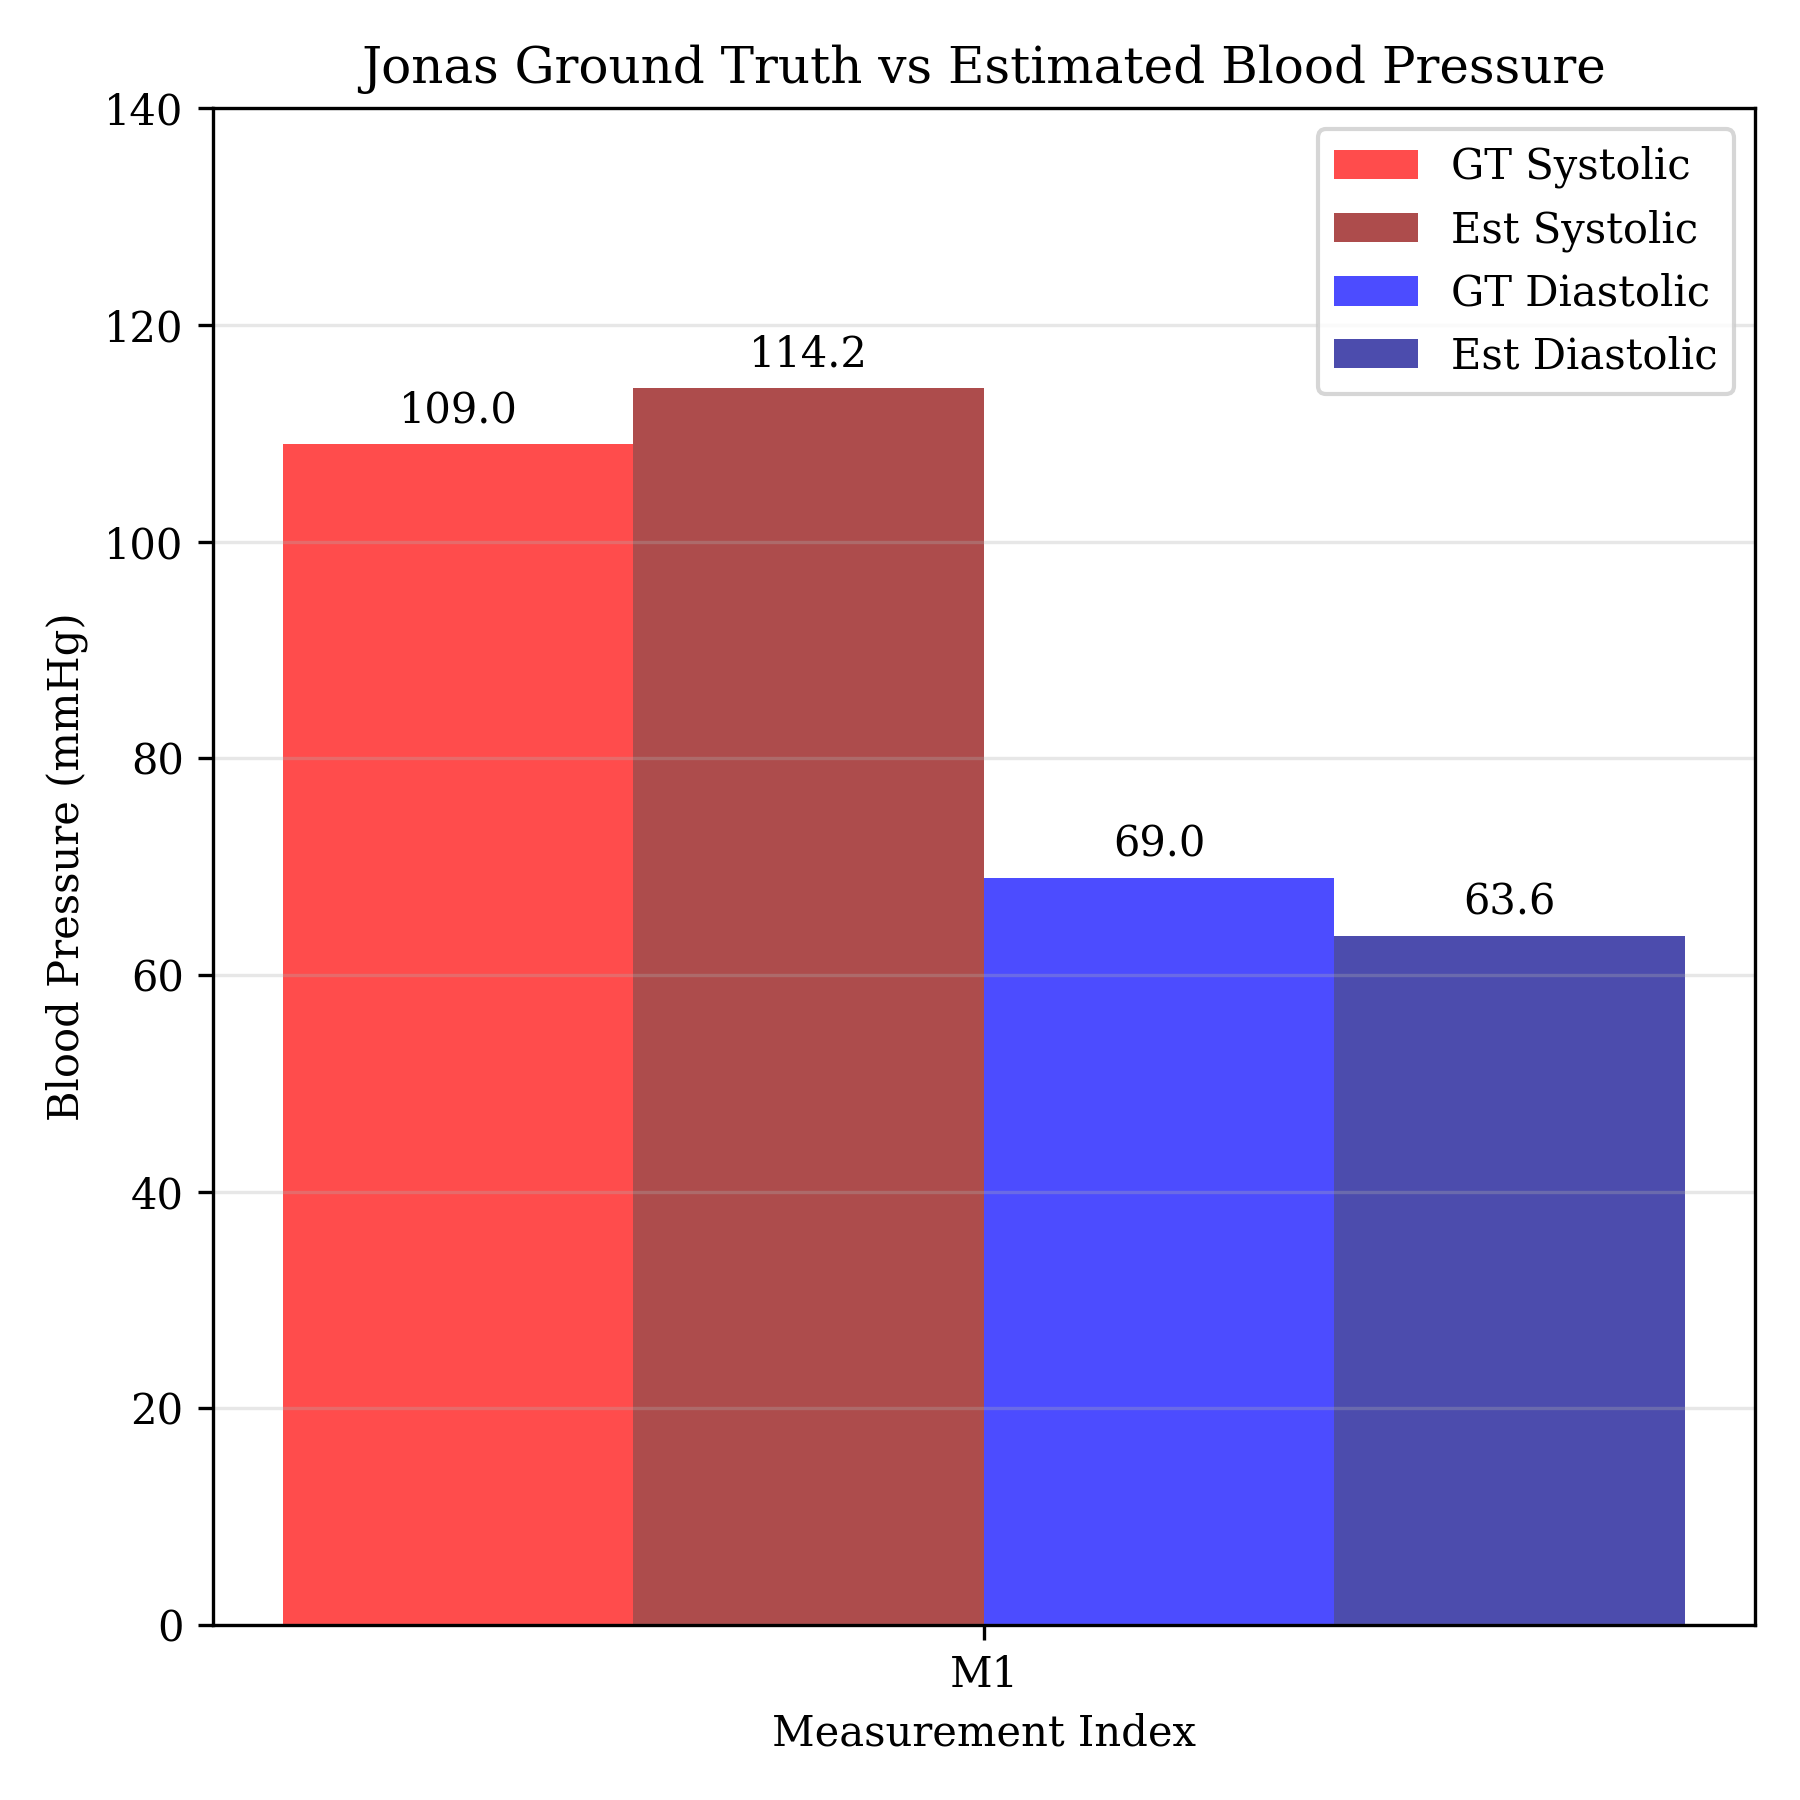 Jonas Ground Truth vs Estimated Blood Pressure
140
120
100
80
60
40
20
0
Blood Pressure (mmHg)
GT Systolic
Est Systolic
GT Diastolic
Est Diastolic
109.0
114.2
69.0
63.6
M1
Measurement Index